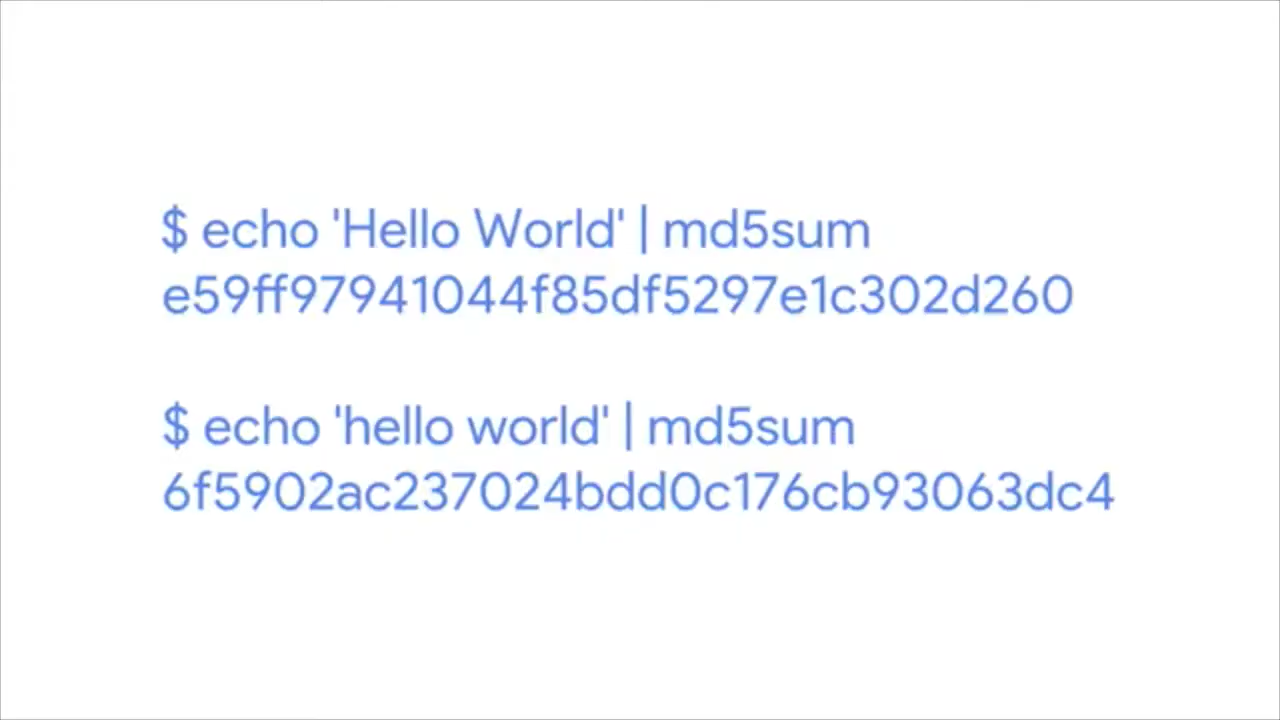 $ echo 'Hello World' | md5sum
e59ff97941044f85df5297e1c302d260
$ echo 'hello world' | md5sum
6f5902ac237024bdd0c176cb93063dc4